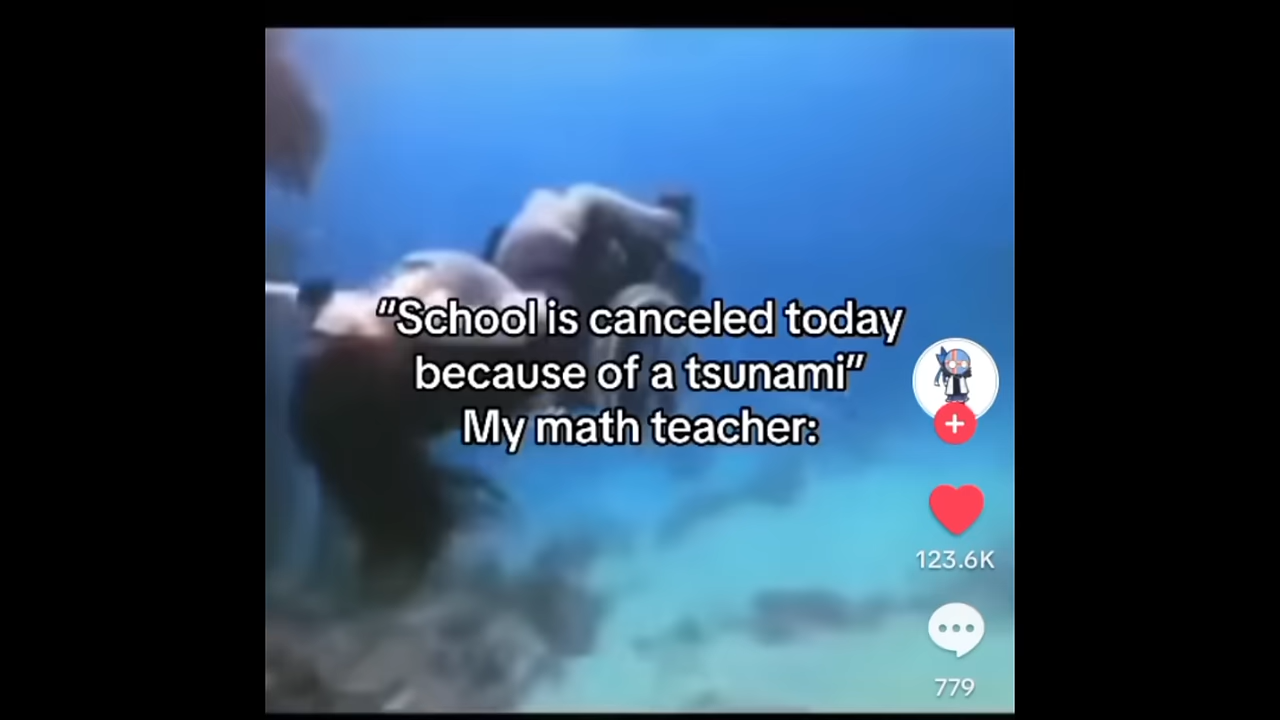 “School is canceled today
because of a tsunami”
My math teacher:
123.6K
779